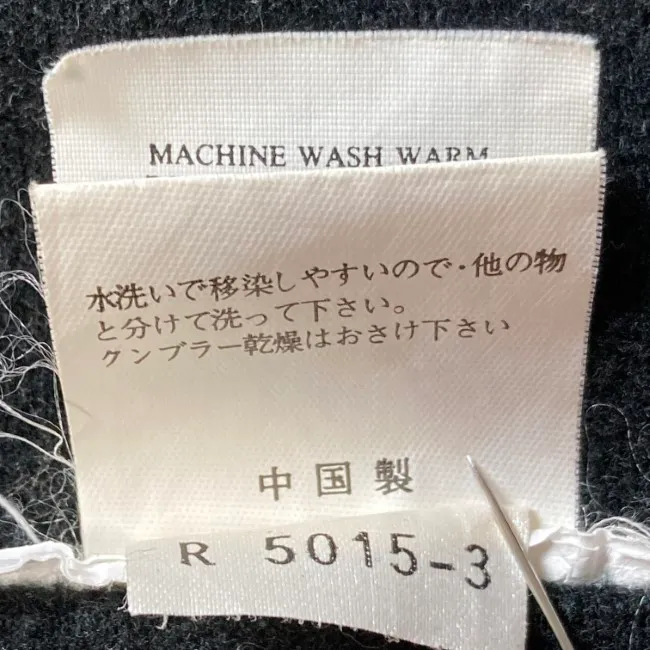 MACHINE WASH WARM
水洗いで移染しやすいので・他の物
と分けて洗って下さい。
クンブラー乾燥はおさけ下さい
中国製
R 5015-3